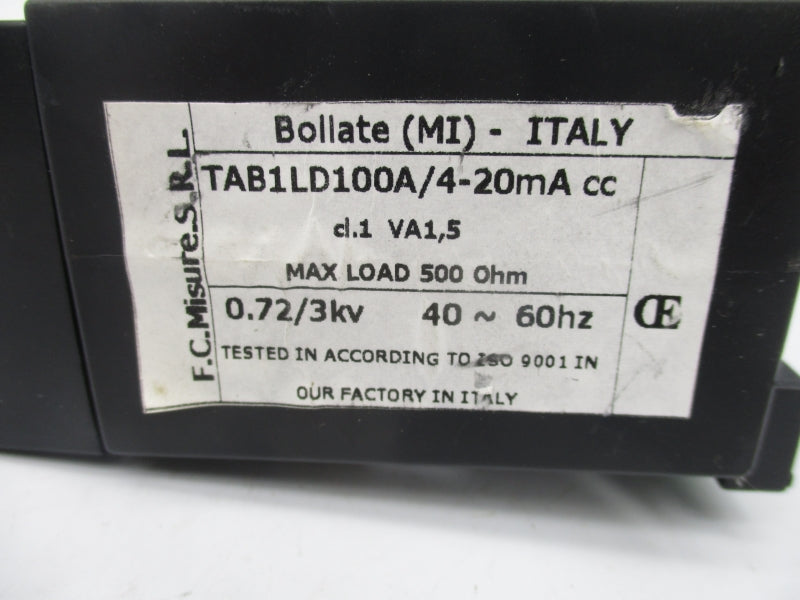 F.C.Misure.S.R.L.
Bollate (MI) - ITALY
TAB1LD100A/4-20mA cc
cl.1 VA1,5
MAX LOAD 500 Ohm
0.72/3kv 40 ~ 60hz
CE
TESTED IN ACCORDING TO ISO 9001 IN
OUR FACTORY IN ITALY